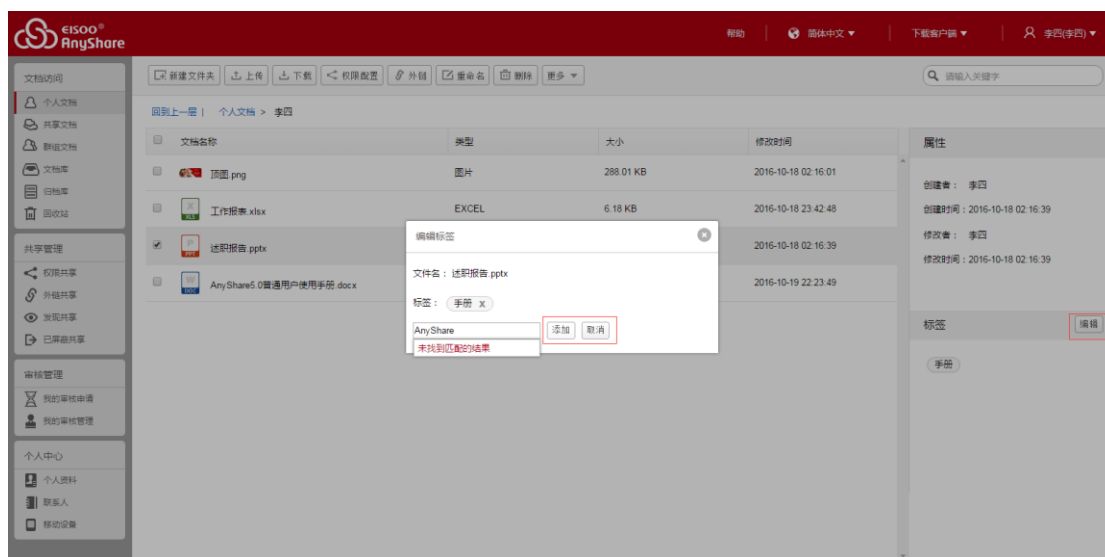 EISOO®
AnyShare
帮助 简体中文 ▼ 下载客户端 ▼ 李四(李四) ▼
文档访问
个人文档
共享文档
群组文档
文档库
归档库
回收站
共享管理
权限共享
外链共享
发现共享
已屏蔽共享
审核管理
我的审核申请
我的审核管理
个人中心
个人资料
联系人
移动设备
新建文件夹 上传 下载 权限配置 外链 重命名 删除 更多 ▼
请输入关键字
回到上一层 | 个人文档 > 李四
文档名称 类型 大小 修改时间
顶图.png 图片 288.01 KB 2016-10-18 02:16:01
工作报表.xlsx EXCEL 6.18 KB 2016-10-18 23:42:48
述职报告.pptx 2016-10-18 02:16:39
AnyShare5.0普通用户使用手册.docx 2016-10-19 22:23:49
编辑标签
文件名： 述职报告.pptx
标签： 手册 x
AnyShare 添加 取消
未找到匹配的结果
属性
创建者： 李四
创建时间：2016-10-18 02:16:39
修改者： 李四
修改时间：2016-10-18 02:16:39
标签 编辑
手册